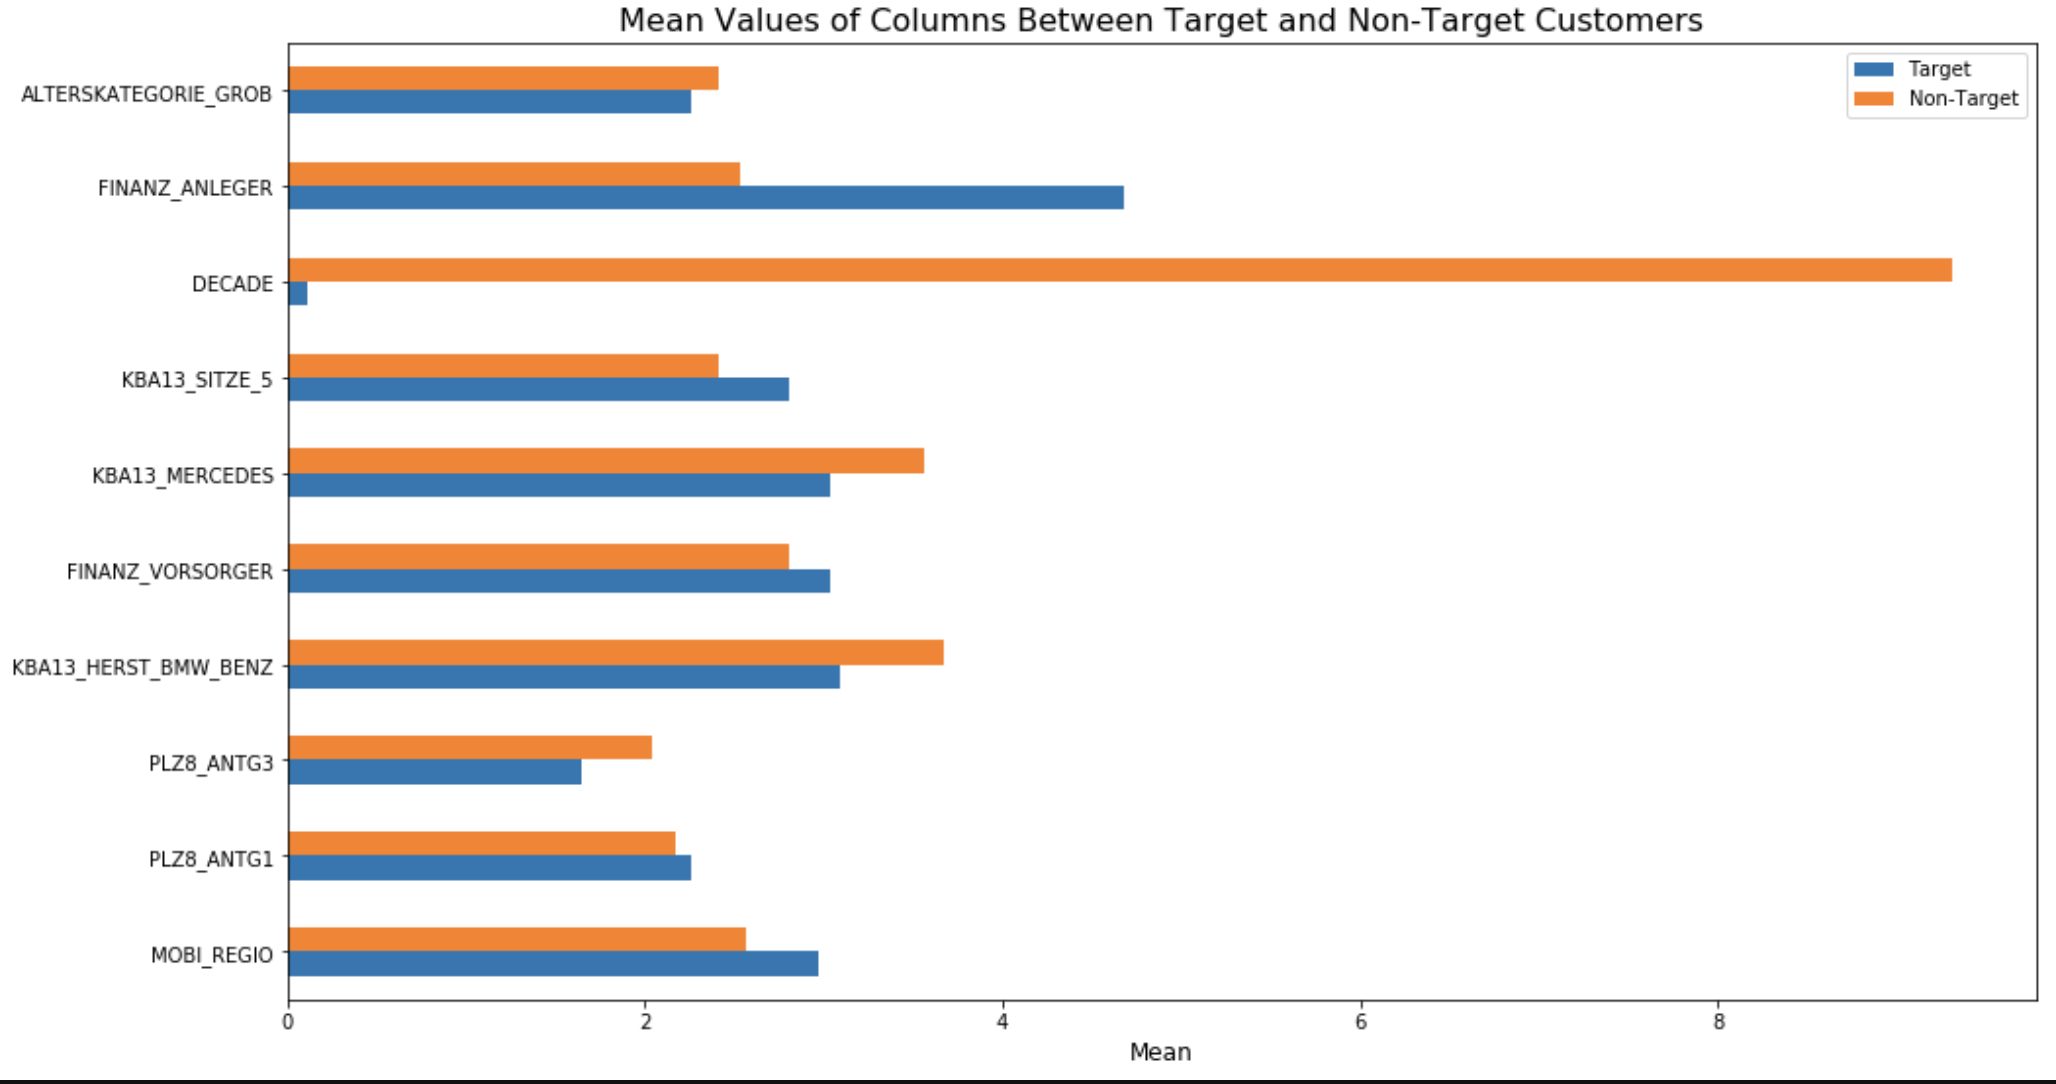 Mean Values of Columns Between Target and Non-Target Customers
Target
Non-Target
ALTERSKATEGORIE_GROB
FINANZ_ANLEGER
DECADE
KBA13_SITZE_5
KBA13_MERCEDES
FINANZ_VORSORGER
KBA13_HERST_BMW_BENZ
PLZ8_ANTG3
PLZ8_ANTG1
MOBI_REGIO
0 2 4 6 8
Mean